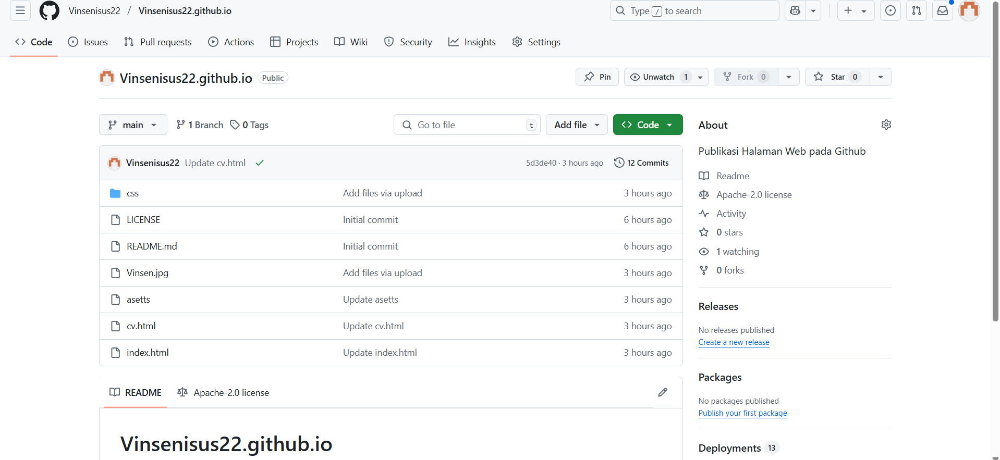 Vinsenisus22 / Vinsenisus22.github.io
Type / to search
Code Issues Pull requests Actions Projects Wiki Security Insights Settings
Vinsenisus22.github.io Public
Pin Unwatch 1 Fork 0 Star 0
main 1 Branch 0 Tags
Go to file t Add file Code
Vinsenisus22 Update cv.html 5d3de40 · 3 hours ago 12 Commits
css Add files via upload 3 hours ago
LICENSE Initial commit 6 hours ago
README.md Initial commit 6 hours ago
Vinsen.jpg Add files via upload 3 hours ago
asetts Update asetts 3 hours ago
cv.html Update cv.html 3 hours ago
index.html Update index.html 3 hours ago
README Apache-2.0 license
Vinsenisus22.github.io
About
Publikasi Halaman Web pada Github
Readme
Apache-2.0 license
Activity
0 stars
1 watching
0 forks
Releases
No releases published
Create a new release
Packages
No packages published
Publish your first package
Deployments 13